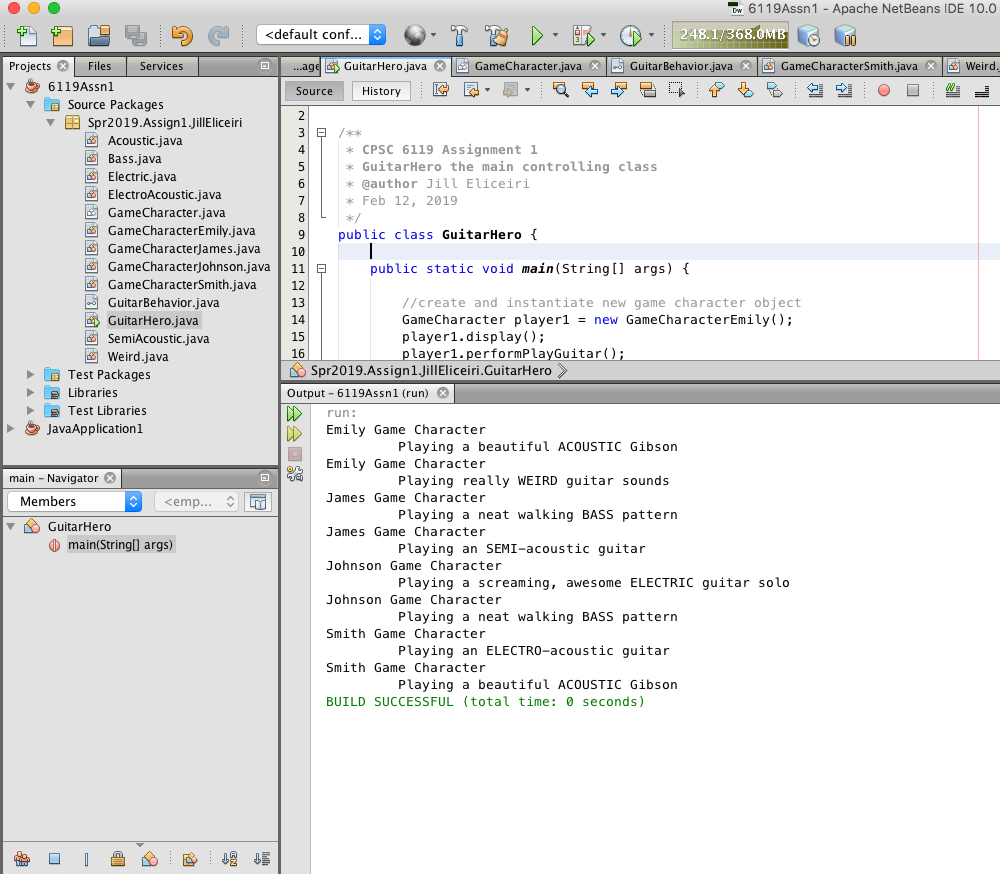 6119Assn1 - Apache NetBeans IDE 10.0
<default conf...
248.1/368.0MB
Projects Files Services
6119Assn1
Source Packages
Spr2019.Assign1.JillEliceiri
Acoustic.java
Bass.java
Electric.java
ElectroAcoustic.java
GameCharacter.java
GameCharacterEmily.java
GameCharacterJames.java
GameCharacterJohnson.java
GameCharacterSmith.java
GuitarBehavior.java
GuitarHero.java
SemiAcoustic.java
Weird.java
Test Packages
Libraries
Test Libraries
JavaApplication1
main - Navigator
Members <emp...
GuitarHero
main(String[] args)
...age GuitarHero.java GameCharacter.java GuitarBehavior.java GameCharacterSmith.java Weird.
Source History
2
3 /**
4 * CPSC 6119 Assignment 1
5 * GuitarHero the main controlling class
6 * @author Jill Eliceiri
7 * Feb 12, 2019
8 */
9 public class GuitarHero {
10
11 public static void main(String[] args) {
12
13 //create and instantiate new game character object
14 GameCharacter player1 = new GameCharacterEmily();
15 player1.display();
16 player1.performPlayGuitar();
Spr2019.Assign1.JillEliceiri.GuitarHero
Output - 6119Assn1 (run)
run:
Emily Game Character
Playing a beautiful ACOUSTIC Gibson
Emily Game Character
Playing really WEIRD guitar sounds
James Game Character
Playing a neat walking BASS pattern
James Game Character
Playing an SEMI-acoustic guitar
Johnson Game Character
Playing a screaming, awesome ELECTRIC guitar solo
Johnson Game Character
Playing a neat walking BASS pattern
Smith Game Character
Playing an ELECTRO-acoustic guitar
Smith Game Character
Playing a beautiful ACOUSTIC Gibson
BUILD SUCCESSFUL (total time: 0 seconds)